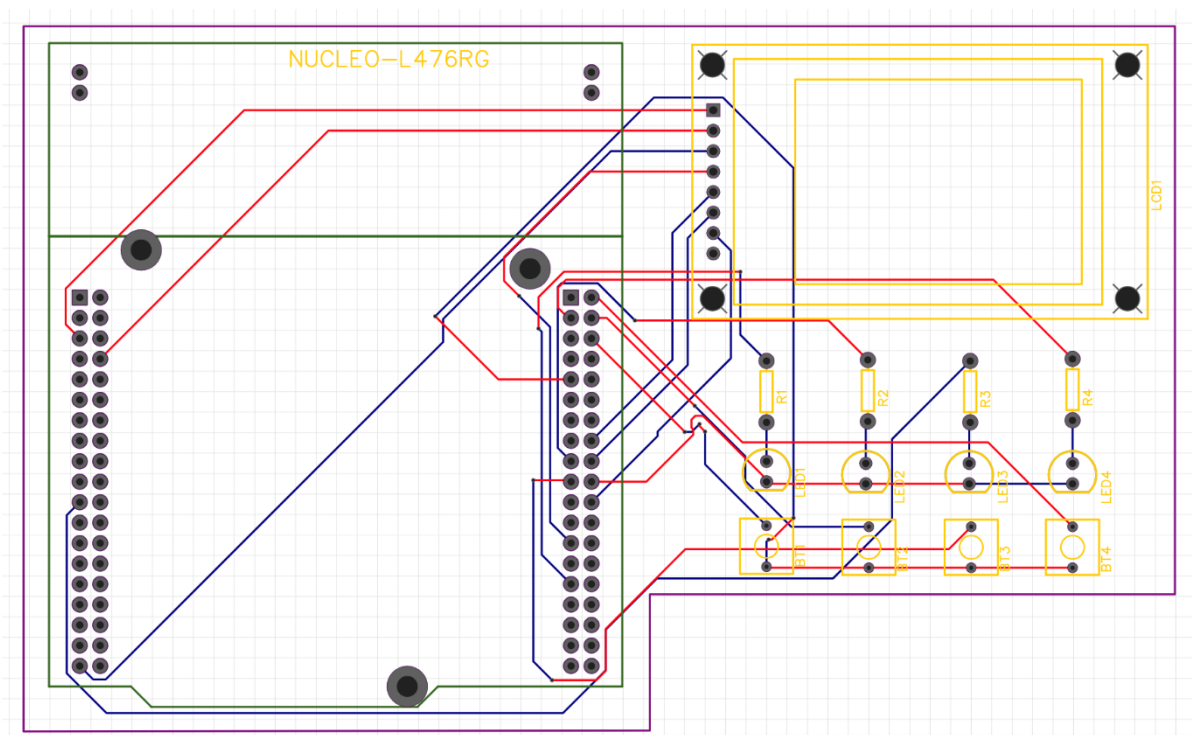 NUCLEO-L476RG
LCD1
R1
R2
R3
R4
LED1
LED2
LED3
LED4
BT1
BT2
BT3
BT4